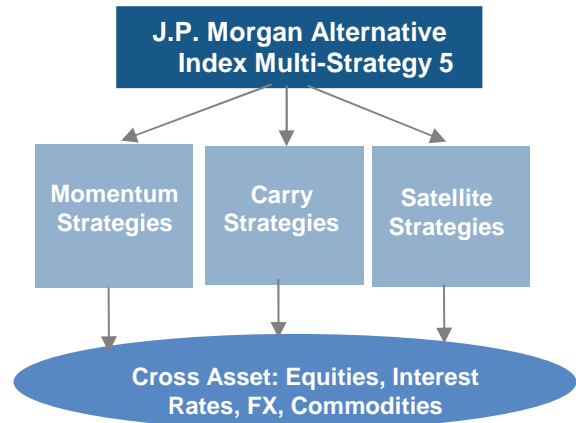 J.P. Morgan Alternative
Index Multi-Strategy 5
Momentum
Strategies
Carry
Strategies
Satellite
Strategies
Cross Asset: Equities, Interest
Rates, FX, Commodities